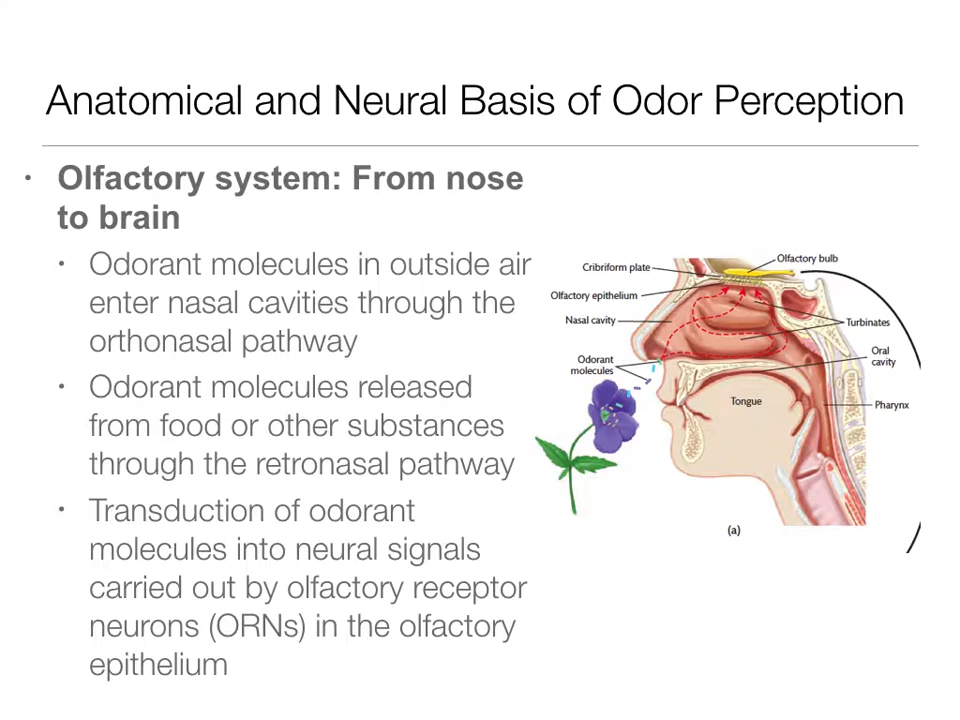 Anatomical and Neural Basis of Odor Perception
• Olfactory system: From nose
to brain
• Odorant molecules in outside air
enter nasal cavities through the
orthonasal pathway
• Odorant molecules released
from food or other substances
through the retronasal pathway
• Transduction of odorant
molecules into neural signals
carried out by olfactory receptor
neurons (ORNs) in the olfactory
epithelium
Olfactory bulb
Cribriform plate
Olfactory epithelium
Nasal cavity
Turbinates
Odorant
molecules
Oral
cavity
Tongue
Pharynx
(a)